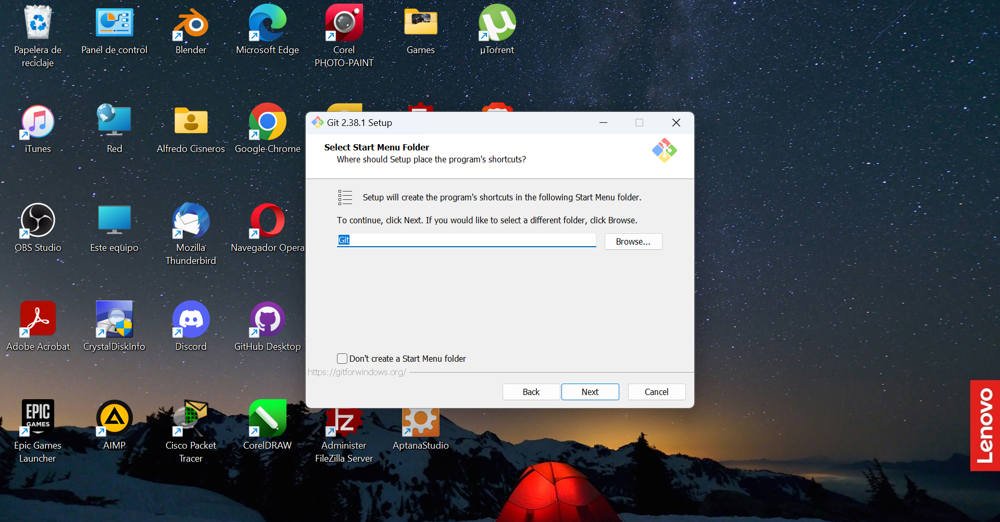 Papelera de
reciclaje
Panel de control
Blender
Microsoft Edge
Corel
PHOTO-PAINT
Games
µTorrent
iTunes
Red
Alfredo Cisneros
Google Chrome
OBS Studio
Este equipo
Mozilla
Thunderbird
Navegador Opera
Adobe Acrobat
CrystalDiskInfo
Discord
GitHub Desktop
Git 2.38.1 Setup
Select Start Menu Folder
Where should Setup place the program's shortcuts?
Setup will create the program's shortcuts in the following Start Menu folder.
To continue, click Next. If you would like to select a different folder, click Browse.
Git
Browse...
Don't create a Start Menu folder
https://gitforwindows.org/
Back
Next
Cancel
EPIC
GAMES
Epic Games
Launcher
AIMP
Cisco Packet
Tracer
CorelDRAW
FZ
Administer
FileZilla Server
AptanaStudio
Lenovo